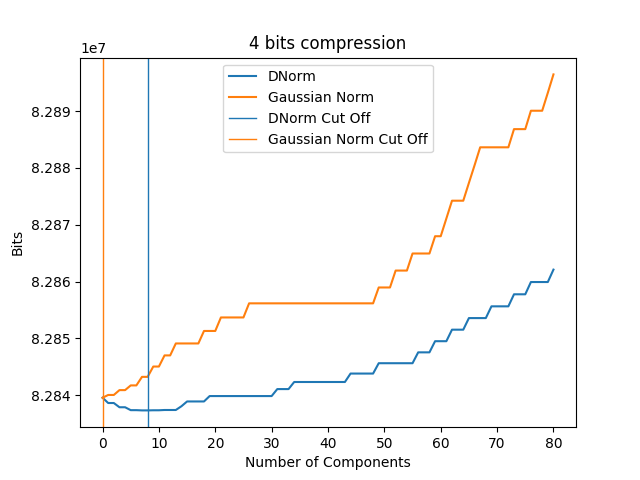 4 bits compression
1e7
DNorm
Gaussian Norm
DNorm Cut Off
Gaussian Norm Cut Off
8.289
8.288
8.287
8.286
8.285
8.284
Bits
0 10 20 30 40 50 60 70 80
Number of Components